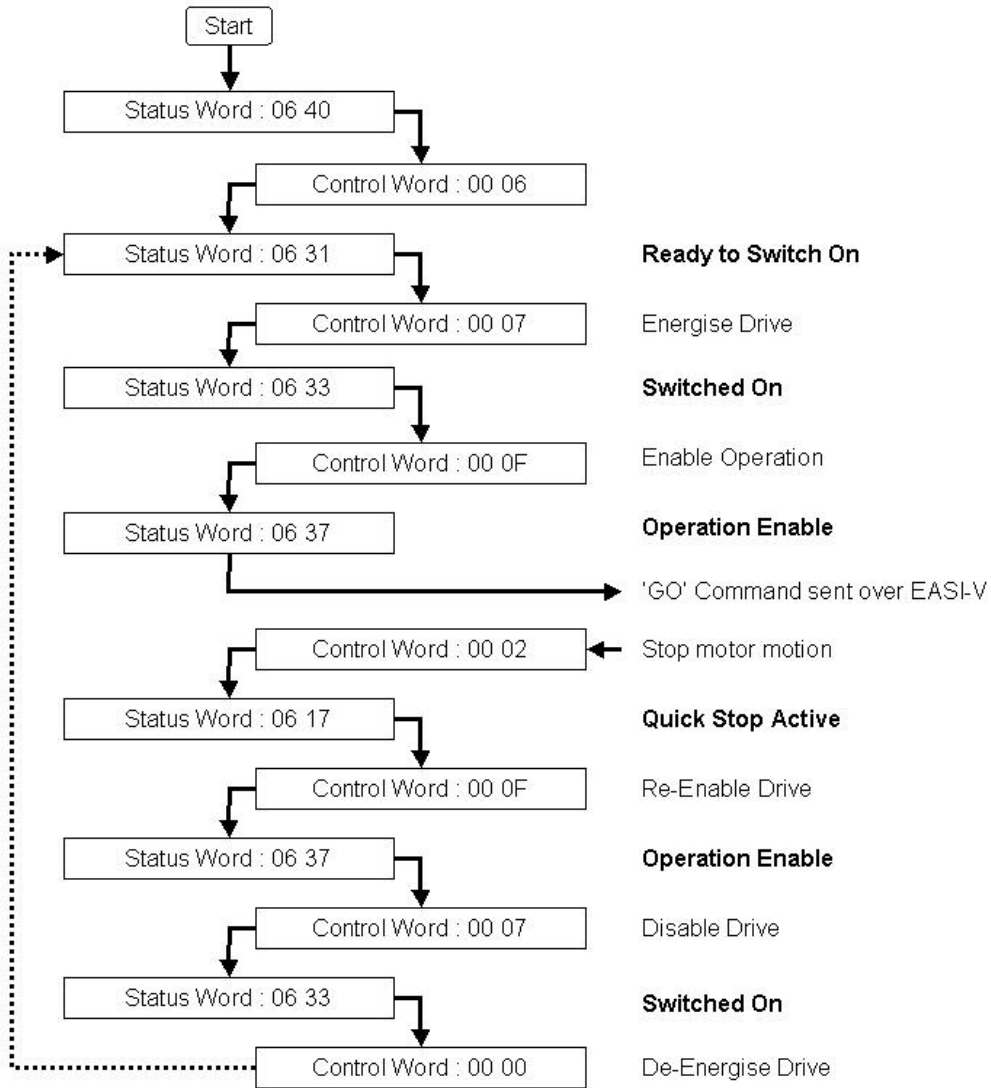 Start
Status Word : 06 40
Control Word : 00 06
Status Word : 06 31
Ready to Switch On
Control Word : 00 07
Energise Drive
Status Word : 06 33
Switched On
Control Word : 00 0F
Enable Operation
Status Word : 06 37
Operation Enable
'GO' Command sent over EASI-V
Control Word : 00 02
Stop motor motion
Status Word : 06 17
Quick Stop Active
Control Word : 00 0F
Re-Enable Drive
Status Word : 06 37
Operation Enable
Control Word : 00 07
Disable Drive
Status Word : 06 33
Switched On
Control Word : 00 00
De-Energise Drive